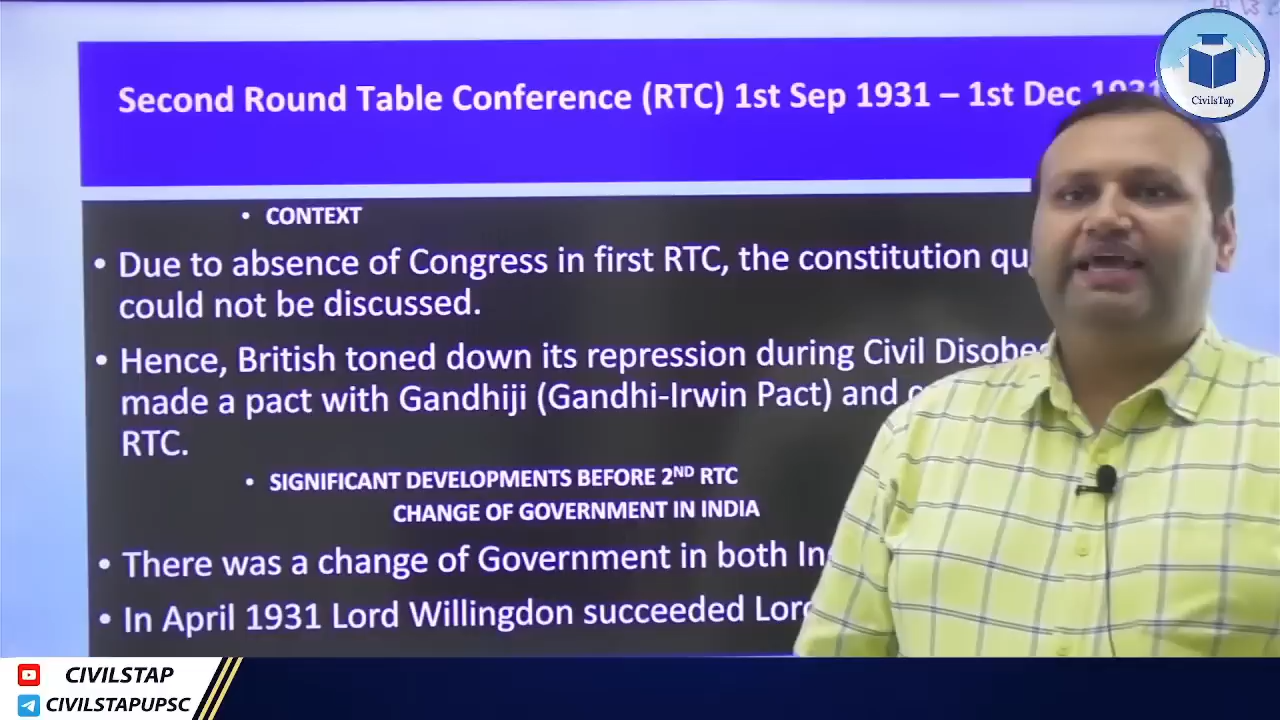 Second Round Table Conference (RTC) 1st Sep 1931 – 1st Dec 1931
CivilsTap
• CONTEXT
• Due to absence of Congress in first RTC, the constitution qu
could not be discussed.
• Hence, British toned down its repression during Civil Disobe
made a pact with Gandhiji (Gandhi-Irwin Pact) and
RTC.
• SIGNIFICANT DEVELOPMENTS BEFORE 2ND RTC
CHANGE OF GOVERNMENT IN INDIA
• There was a change of Government in both In
• In April 1931 Lord Willingdon succeeded Lord
CIVILSTAP
CIVILSTAPUPSC